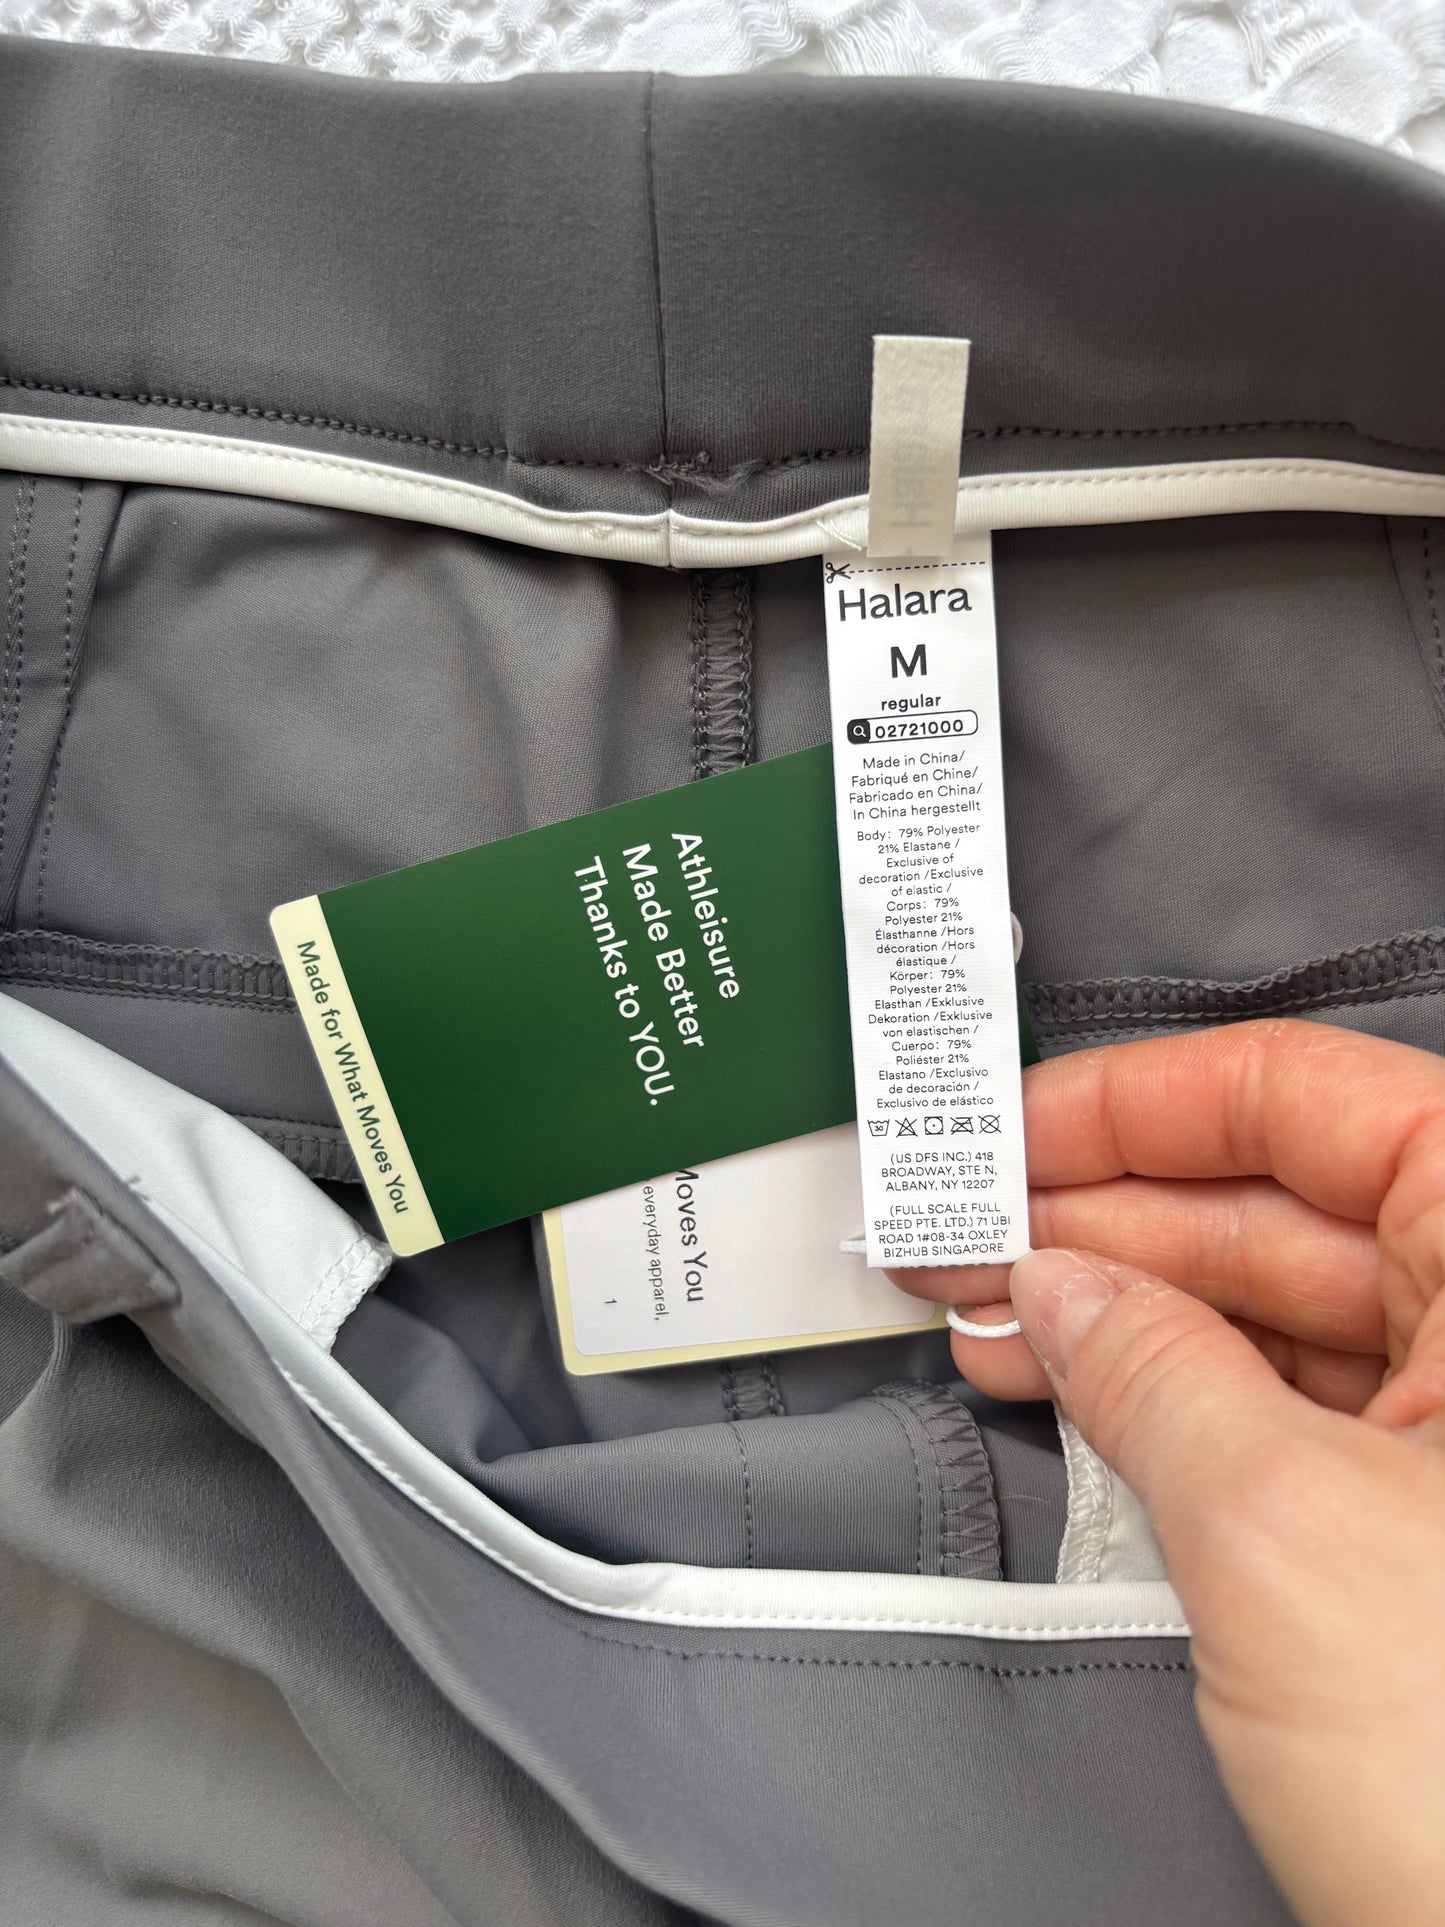 Halara
M
regular
02721000
Made in China/
Fabriqué en Chine/
Fabricado en China/
In China hergestellt
Body: 79% Polyester
21% Elastane /
Exclusive of
decoration /Exclusive
of elastic /
Corps: 79%
Polyester 21%
Élasthanne /Hors
décoration /Hors
élastique /
Körper: 79%
Polyester 21%
Elasthan /Exklusive
Dekoration /Exklusive
von elastischen /
Cuerpo: 79%
Poliéster 21%
Elastano /Exclusivo
de decoración /
Exclusivo de elástico
30
(US DFS INC.) 418
BROADWAY, STE N,
ALBANY, NY 12207
(FULL SCALE FULL
SPEED PTE. LTD.) 71 UBI
ROAD 1#08-34 OXLEY
BIZHUB SINGAPORE
Athleisure
Made Better
Thanks to YOU.
Made for What Moves You
Moves You
everyday apparel,
1